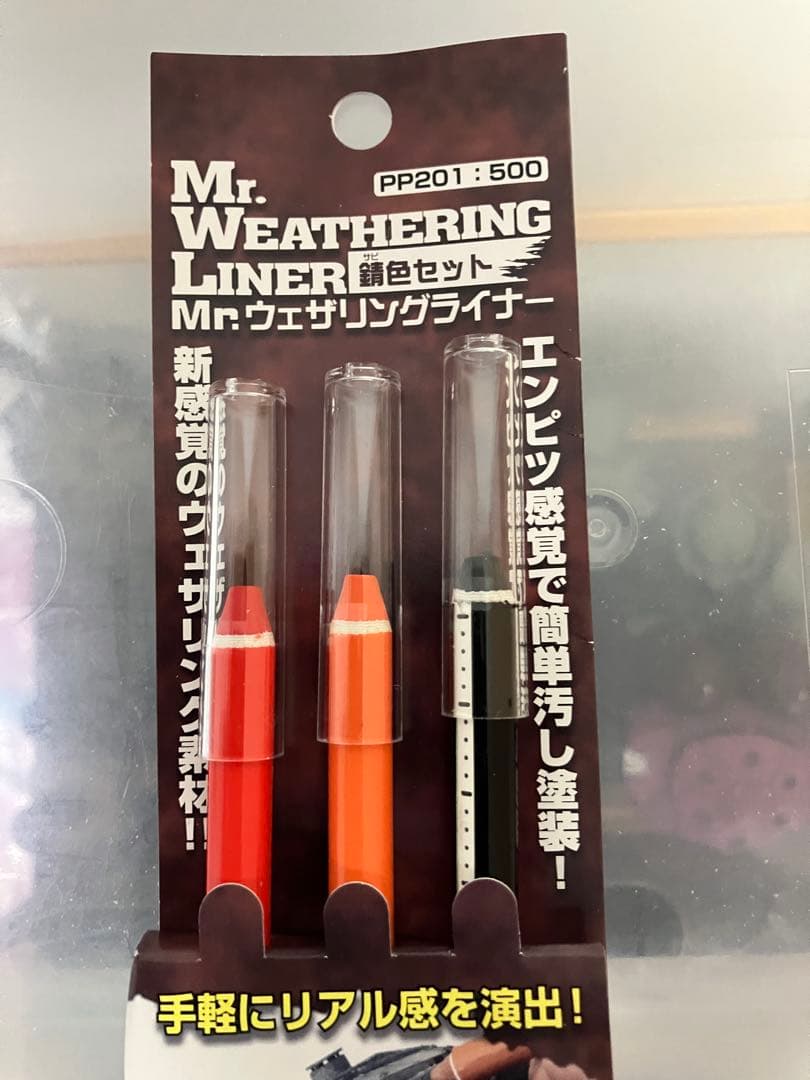 PP201：500
Mr.
WEATHERING
LINER
サビ
錆色セット
Mr.ウェザリングライナー
エンピツ感覚で簡単汚し塗装！
新感覚のウエザリング素材!!
手軽にリアル感を演出！